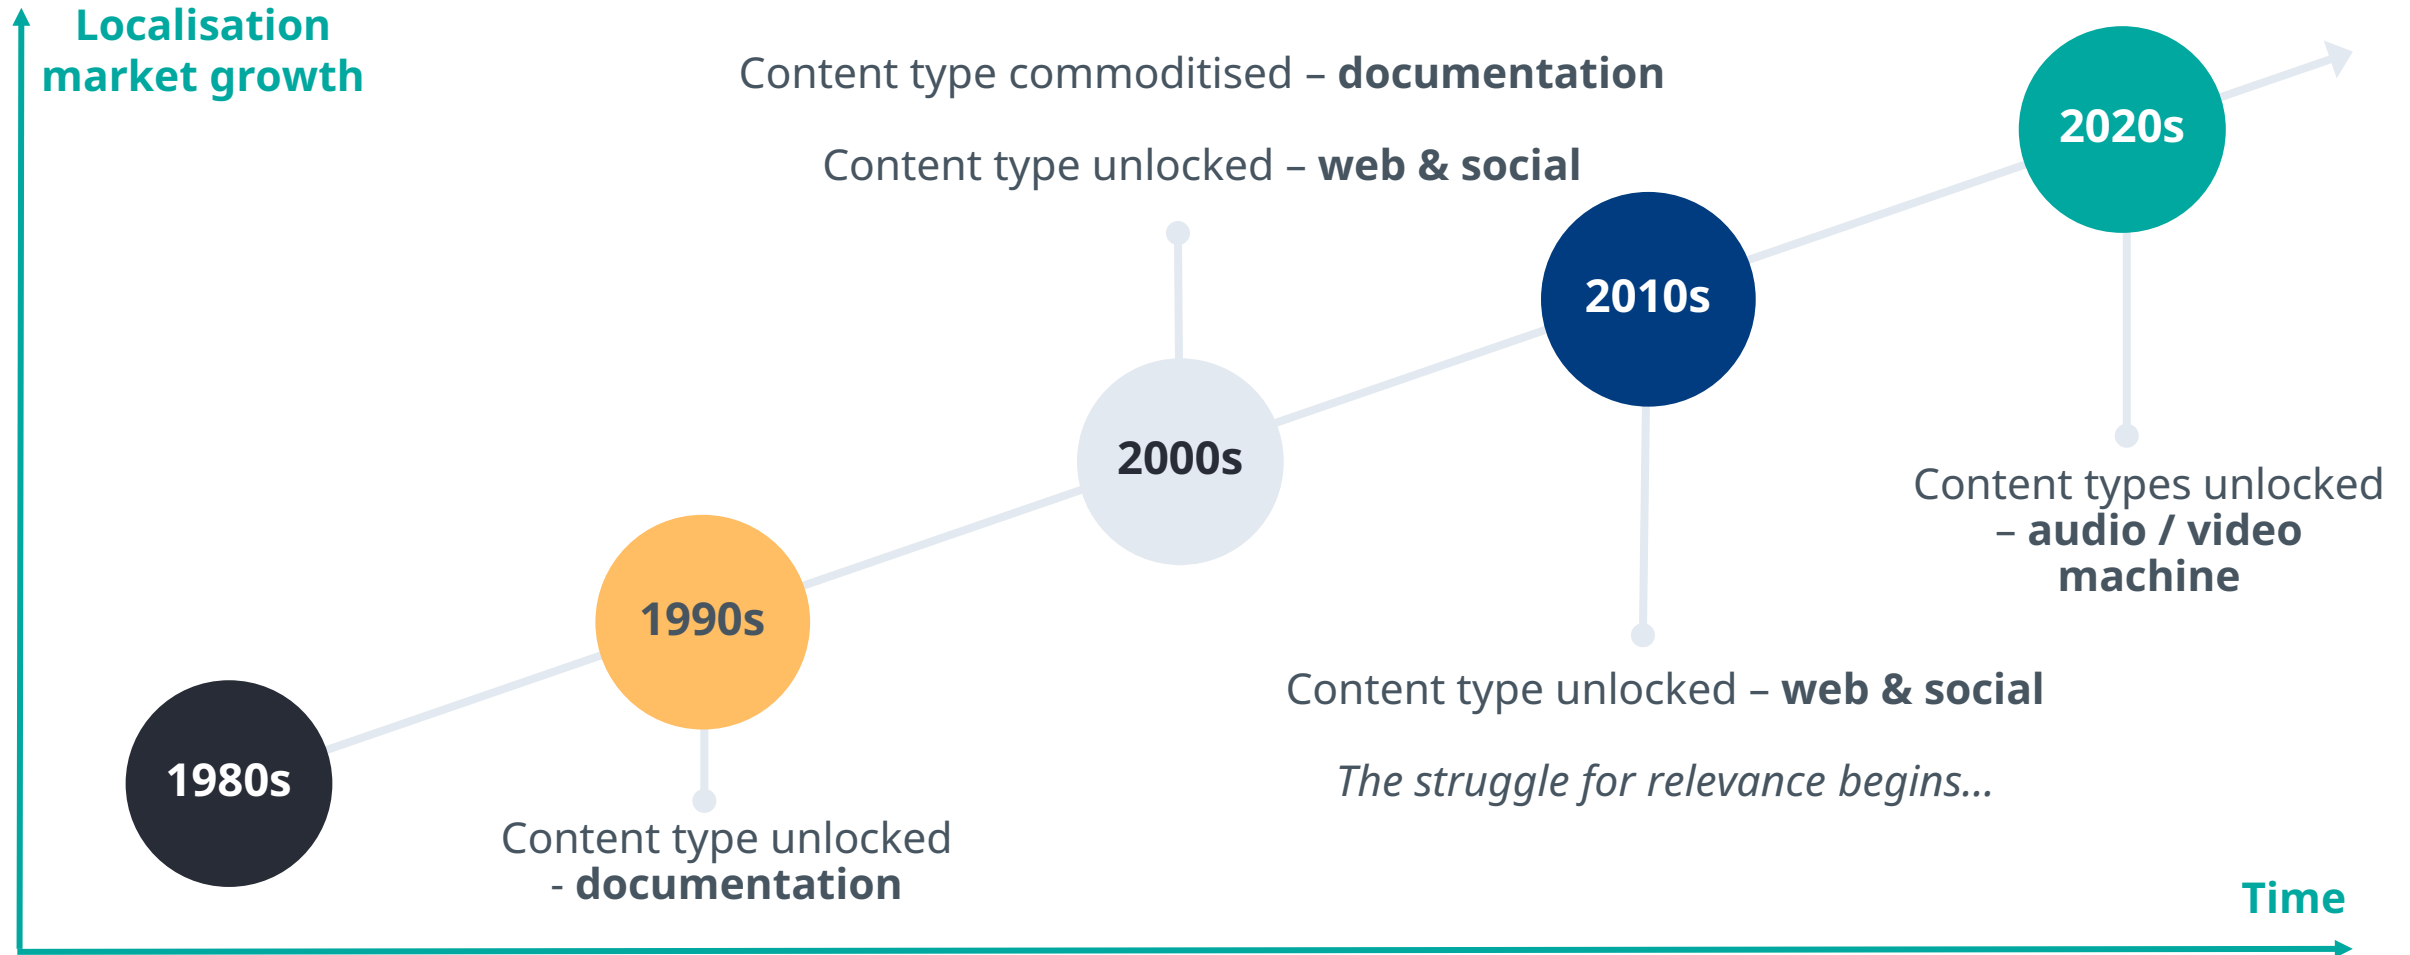 Localisation
market growth
Content type commoditised – documentation
Content type unlocked – web & social
2020s
2010s
2000s
Content types unlocked
– audio / video
machine
1990s
Content type unlocked – web & social
The struggle for relevance begins...
1980s
Content type unlocked
- documentation
Time